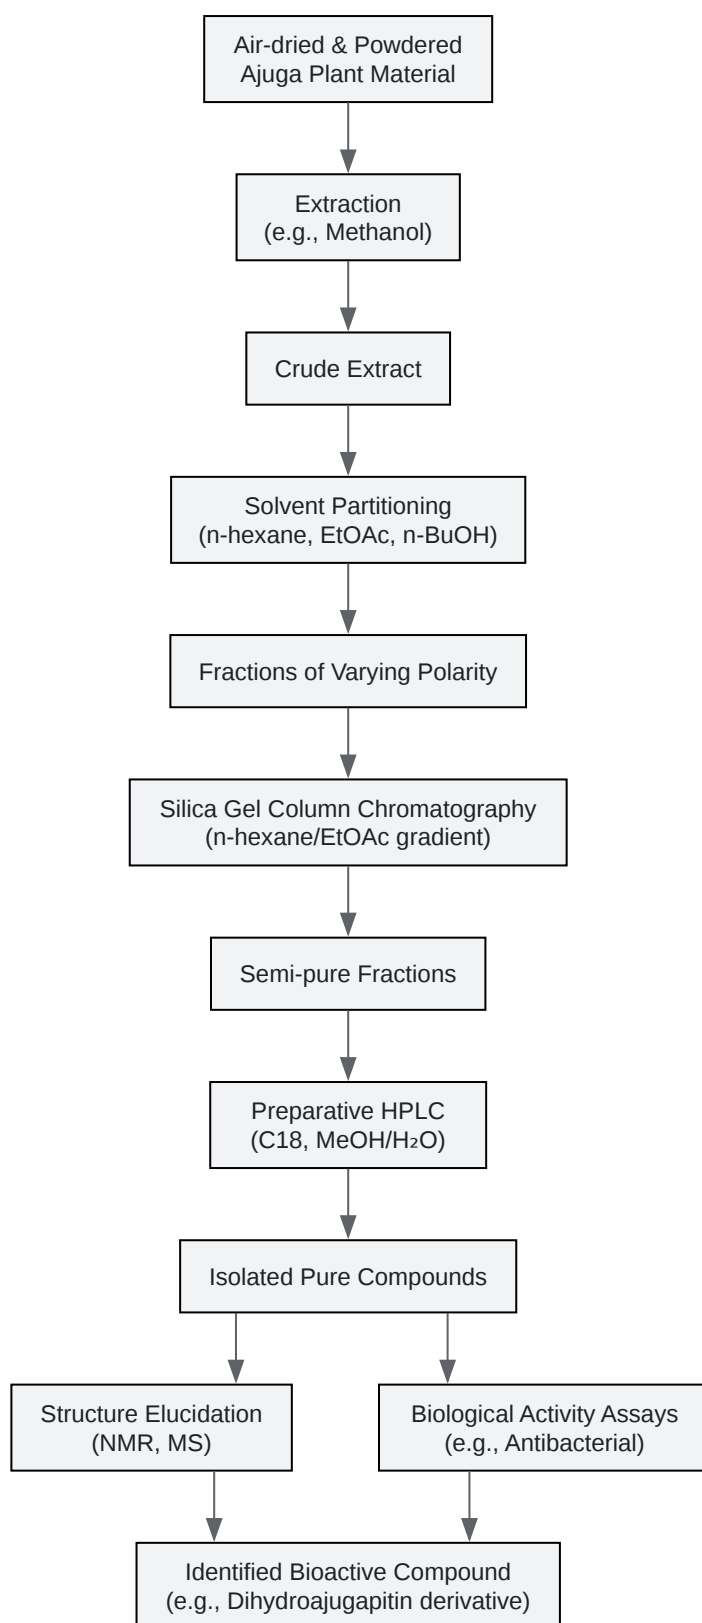 Air-dried & Powdered
Ajuga Plant Material
Extraction
(e.g., Methanol)
Crude Extract
Solvent Partitioning
(n-hexane, EtOAc, n-BuOH)
Fractions of Varying Polarity
Silica Gel Column Chromatography
(n-hexane/EtOAc gradient)
Semi-pure Fractions
Preparative HPLC
(C18, MeOH/H₂O)
Isolated Pure Compounds
Structure Elucidation
(NMR, MS)
Biological Activity Assays
(e.g., Antibacterial)
Identified Bioactive Compound
(e.g., Dihydroajugapitin derivative)